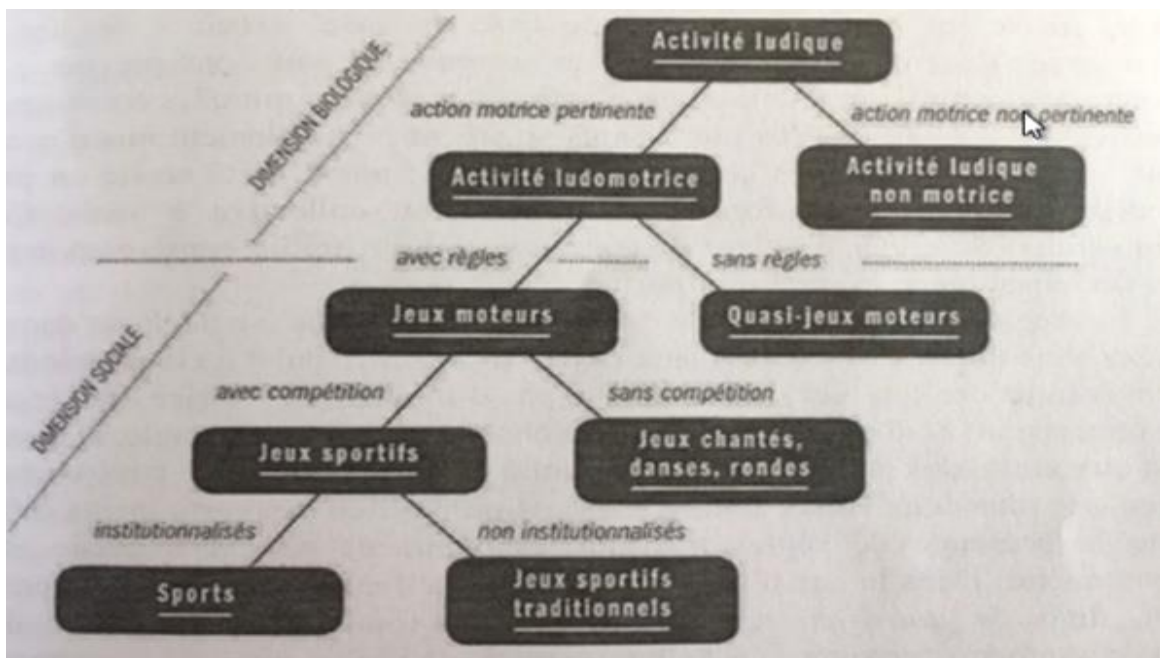 Activité ludique
DIMENSION BIOLOGIQUE
action motrice pertinente
action motrice non pertinente
Activité ludomotrice
Activité ludique
non motrice
avec règles
sans règles
DIMENSION SOCIALE
Jeux moteurs
Quasi-jeux moteurs
avec compétition
sans compétition
Jeux sportifs
Jeux chantés,
danses, rondes
institutionnalisés
non institutionnalisés
Sports
Jeux sportifs
traditionnels